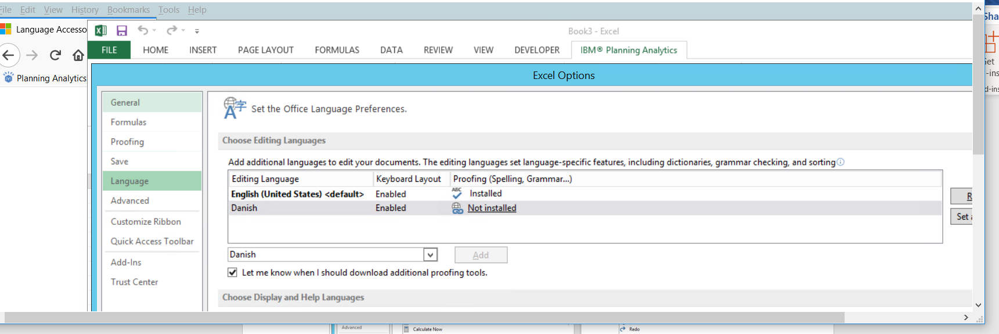 File Edit View History Bookmarks Tools Help
Language Accesso
Planning Analytics
Book3 - Excel
FILE HOME INSERT PAGE LAYOUT FORMULAS DATA REVIEW VIEW DEVELOPER IBM® Planning Analytics
Excel Options
General
Formulas
Proofing
Save
Language
Advanced
Customize Ribbon
Quick Access Toolbar
Add-Ins
Trust Center
Set the Office Language Preferences.
Choose Editing Languages
Add additional languages to edit your documents. The editing languages set language-specific features, including dictionaries, grammar checking, and sorting
Editing Language Keyboard Layout Proofing (Spelling, Grammar...)
English (United States) <default> Enabled Installed
Danish Enabled Not installed
R
Set a
Danish Add
Let me know when I should download additional proofing tools.
Choose Display and Help Languages
Sha
Get
-ins
d-ins
Advanced Calculate Now Redo